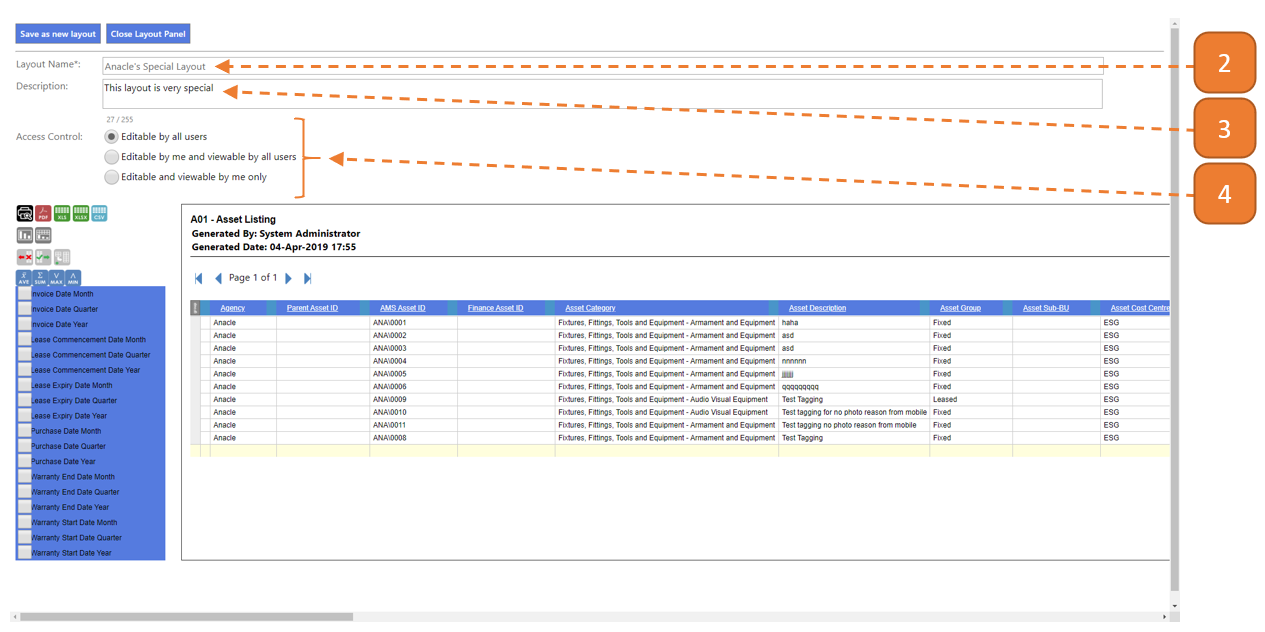 Save as new layout Close Layout Panel
Layout Name*: Anacle's Special Layout
2
Description: This layout is very special
27 / 255
3
Access Control: Editable by all users
Editable by me and viewable by all users
Editable and viewable by me only
4
PDF XLS XLSX CSV
AVE SUM MAX MIN
Invoice Date Month
Invoice Date Quarter
Invoice Date Year
Lease Commencement Date Month
Lease Commencement Date Quarter
Lease Commencement Date Year
Lease Expiry Date Month
Lease Expiry Date Quarter
Lease Expiry Date Year
Purchase Date Month
Purchase Date Quarter
Purchase Date Year
Warranty End Date Month
Warranty End Date Quarter
Warranty End Date Year
Warranty Start Date Month
Warranty Start Date Quarter
Warranty Start Date Year
A01 - Asset Listing
Generated By: System Administrator
Generated Date: 04-Apr-2019 17:55
Page 1 of 1
Agency Parent Asset ID AMS Asset ID Finance Asset ID Asset Category Asset Description Asset Group Asset Sub-BU Asset Cost Centre
Anacle ANA\0001 Fixtures, Fittings, Tools and Equipment - Armament and Equipment haha Fixed ESG
Anacle ANA\0002 Fixtures, Fittings, Tools and Equipment - Armament and Equipment asd Fixed ESG
Anacle ANA\0003 Fixtures, Fittings, Tools and Equipment - Armament and Equipment asd Fixed ESG
Anacle ANA\0004 Fixtures, Fittings, Tools and Equipment - Armament and Equipment nnnnnn Fixed ESG
Anacle ANA\0005 Fixtures, Fittings, Tools and Equipment - Armament and Equipment Fixed ESG
Anacle ANA\0006 Fixtures, Fittings, Tools and Equipment - Armament and Equipment qqqqqqqqq Fixed ESG
Anacle ANA\0009 Fixtures, Fittings, Tools and Equipment - Audio Visual Equipment Test Tagging Leased ESG
Anacle ANA\0010 Fixtures, Fittings, Tools and Equipment - Audio Visual Equipment Test tagging for no photo reason from mobile Fixed ESG
Anacle ANA\0011 Fixtures, Fittings, Tools and Equipment - Armament and Equipment Test tagging no photo reason from mobile Fixed ESG
Anacle ANA\0008 Fixtures, Fittings, Tools and Equipment - Armament and Equipment Test Tagging Fixed ESG